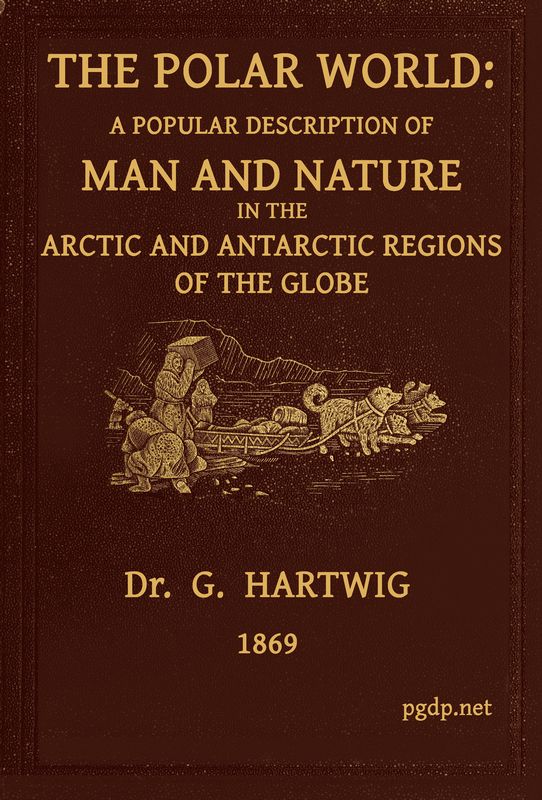 THE POLAR WORLD:
A POPULAR DESCRIPTION OF
MAN AND NATURE
IN THE
ARCTIC AND ANTARCTIC REGIONS
OF THE GLOBE
Dr. G. HARTWIG
1869
pgdp.net